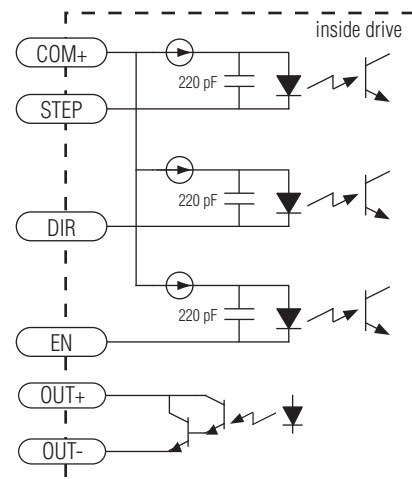 inside drive
COM+
220 pF
STEP
220 pF
DIR
220 pF
EN
OUT+
OUT-